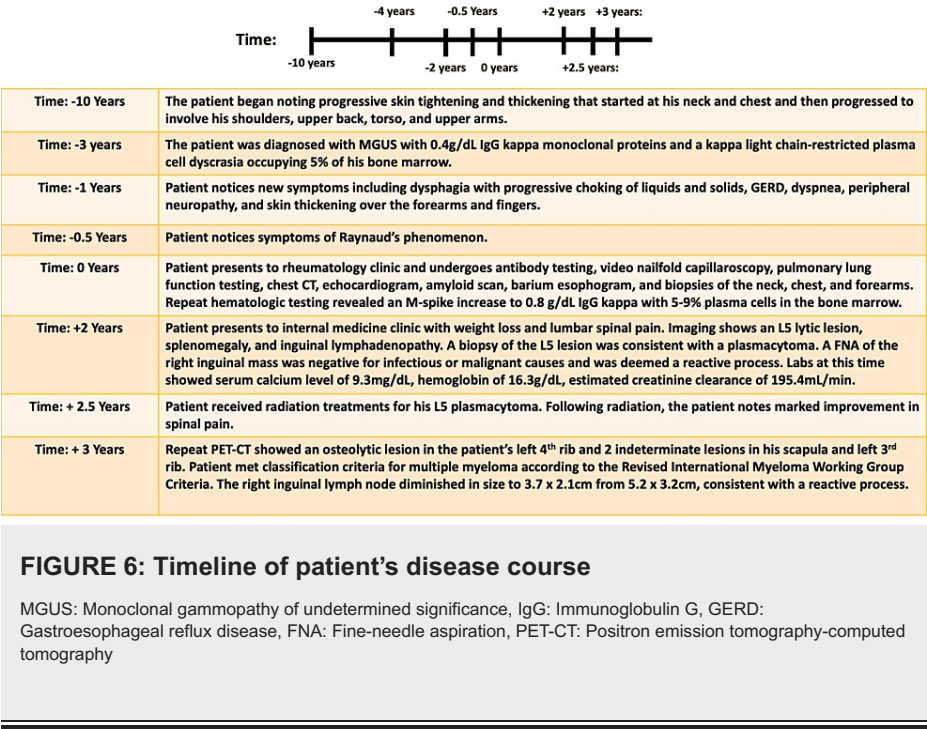 -4 years -0.5 Years +2 years +3 years:
Time:
-10 years -2 years 0 years +2.5 years:
Time: -10 Years The patient began noting progressive skin tightening and thickening that started at his neck and chest and then progressed to
involve his shoulders, upper back, torso, and upper arms.
Time: -3 years The patient was diagnosed with MGUS with 0.4g/dL IgG kappa monoclonal proteins and a kappa light chain-restricted plasma
cell dyscrasia occupying 5% of his bone marrow.
Time: -1 Years Patient notices new symptoms including dysphagia with progressive choking of liquids and solids, GERD, dyspnea, peripheral
neuropathy, and skin thickening over the forearms and fingers.
Time: -0.5 Years Patient notices symptoms of Raynaud’s phenomenon.
Time: 0 Years Patient presents to rheumatology clinic and undergoes antibody testing, video nailfold capillaroscopy, pulmonary lung
function testing, chest CT, echocardiogram, amyloid scan, barium esophogram, and biopsies of the neck, chest, and forearms.
Repeat hematologic testing revealed an M-spike increase to 0.8 g/dL IgG kappa with 5-9% plasma cells in the bone marrow.
Time: +2 Years Patient presents to internal medicine clinic with weight loss and lumbar spinal pain. Imaging shows an L5 lytic lesion,
splenomegaly, and inguinal lymphadenopathy. A biopsy of the L5 lesion was consistent with a plasmacytoma. A FNA of the
right inguinal mass was negative for infectious or malignant causes and was deemed a reactive process. Labs at this time
showed serum calcium level of 9.3mg/dL, hemoglobin of 16.3g/dL, estimated creatinine clearance of 195.4mL/min.
Time: + 2.5 Years Patient received radiation treatments for his L5 plasmacytoma. Following radiation, the patient notes marked improvement in
spinal pain.
Time: + 3 Years Repeat PET-CT showed an osteolytic lesion in the patient’s left 4th rib and 2 indeterminate lesions in his scapula and left 3rd
rib. Patient met classification criteria for multiple myeloma according to the Revised International Myeloma Working Group
Criteria. The right inguinal lymph node diminished in size to 3.7 x 2.1cm from 5.2 x 3.2cm, consistent with a reactive process.
FIGURE 6: Timeline of patient’s disease course
MGUS: Monoclonal gammopathy of undetermined significance, IgG: Immunoglobulin G, GERD:
Gastroesophageal reflux disease, FNA: Fine-needle aspiration, PET-CT: Positron emission tomography-computed
tomography